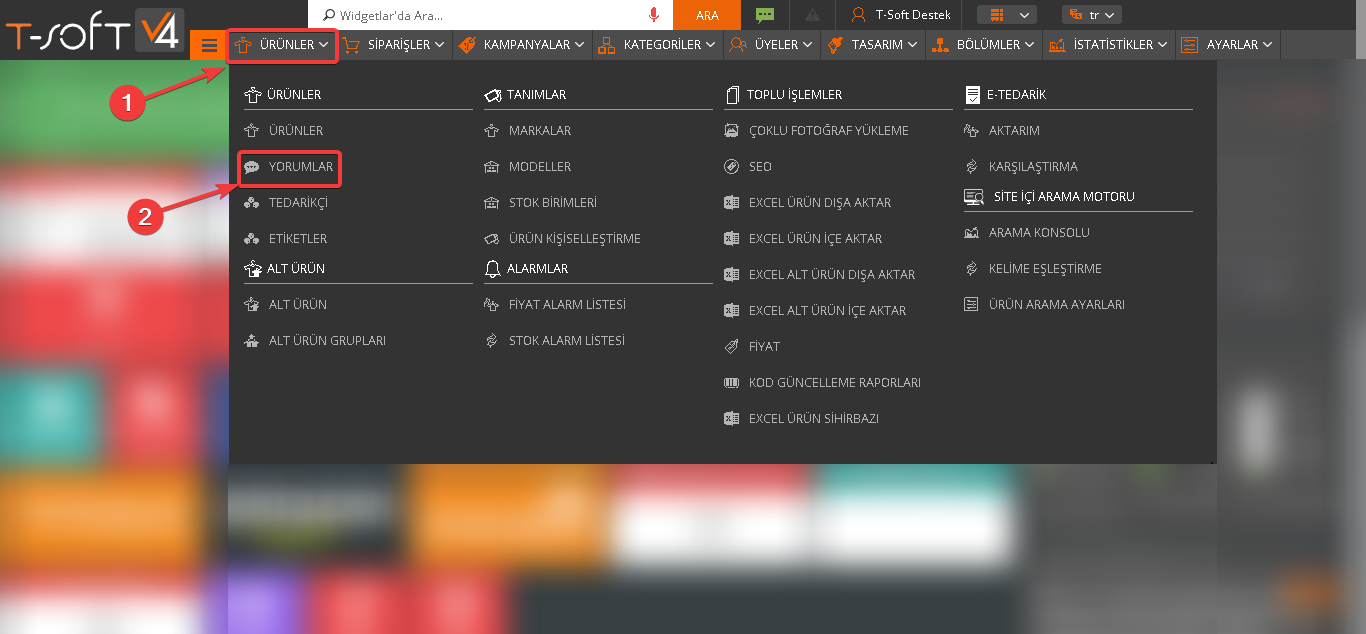 T-SOFT V4
Widgetlar'da Ara...
ARA
T-Soft Destek
tr
ÜRÜNLER
SİPARİŞLER
KAMPANYALAR
KATEGORİLER
ÜYELER
TASARIM
BÖLÜMLER
İSTATİSTİKLER
AYARLAR
1
2
ÜRÜNLER
ÜRÜNLER
YORUMLAR
TEDARİKÇİ
ETİKETLER
ALT ÜRÜN
ALT ÜRÜN
ALT ÜRÜN GRUPLARI
TANIMLAR
MARKALAR
MODELLER
STOK BİRİMLERİ
ÜRÜN KİŞİSELLEŞTİRME
ALARMLAR
FİYAT ALARM LİSTESİ
STOK ALARM LİSTESİ
TOPLU İŞLEMLER
ÇOKLU FOTOĞRAF YÜKLEME
SEO
EXCEL ÜRÜN DIŞA AKTAR
EXCEL ÜRÜN İÇE AKTAR
EXCEL ALT ÜRÜN DIŞA AKTAR
EXCEL ALT ÜRÜN İÇE AKTAR
FİYAT
KOD GÜNCELLEME RAPORLARI
EXCEL ÜRÜN SİHİRBAZI
E-TEDARİK
AKTARIM
KARŞILAŞTIRMA
SİTE İÇİ ARAMA MOTORU
ARAMA KONSOLU
KELİME EŞLEŞTİRME
ÜRÜN ARAMA AYARLARI